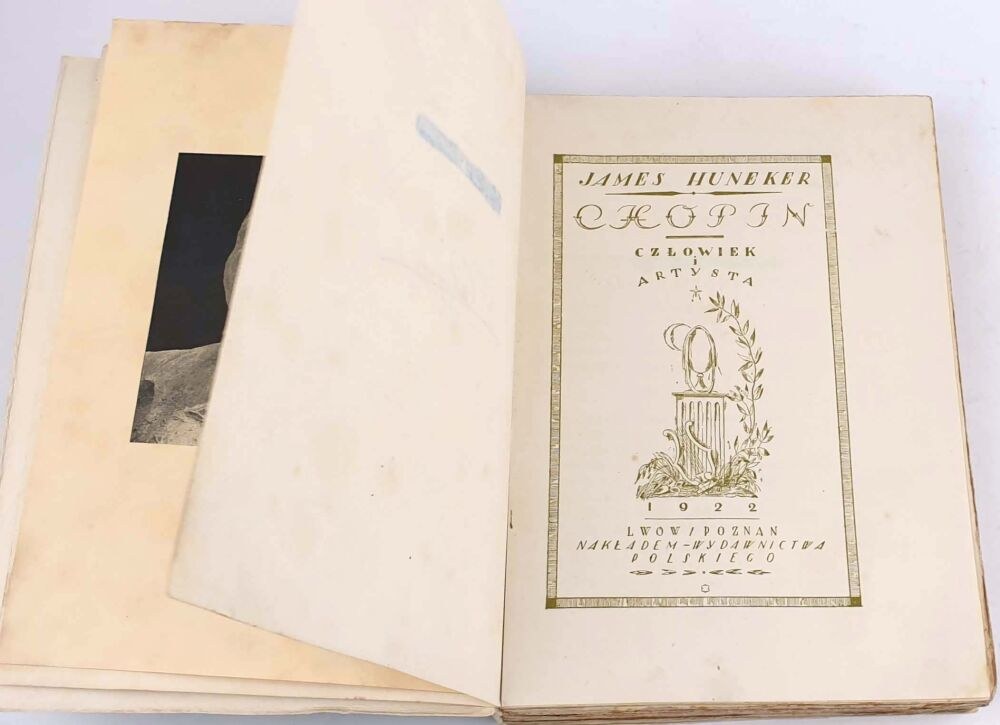 JAMES HUNEKER
CHOPIN
CZŁOWIEK
i
ARTYSTA
1922
LWÓW I POZNAŃ
NAKŁADEM-WYDAWNICTWA
POLSKIEGO